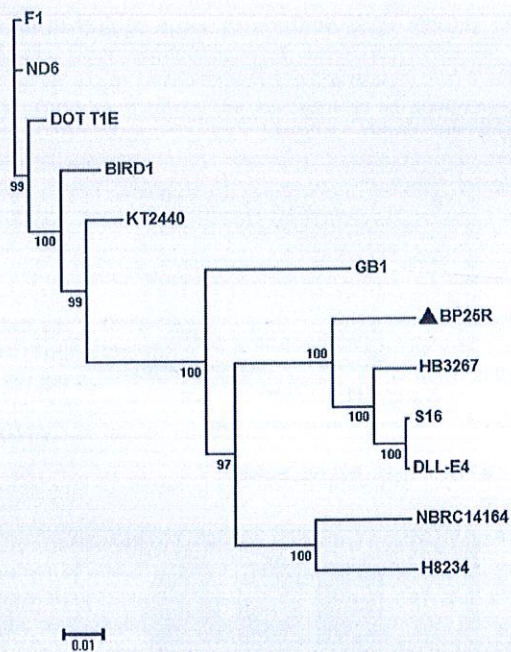 F1
ND6
DOT T1E
99
BIRD1
100
KT2440
99
GB1
100
BP25R
100
HB3267
100
S16
100
DLL-E4
97
NBRC14164
100
H8234
0.01